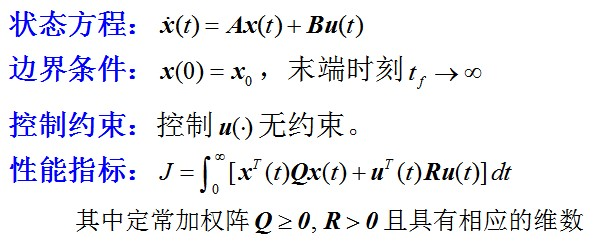 状态方程：ẋ(t) = Ax(t) + Bu(t)
边界条件：x(0) = x₀，末端时刻 t_f → ∞
控制约束：控制 u(·) 无约束。
性能指标：J = ∫₀^∞ [x^T(t)Qx(t) + u^T(t)Ru(t)] dt
其中定常加权阵 Q ≥ 0, R > 0 且具有相应的维数